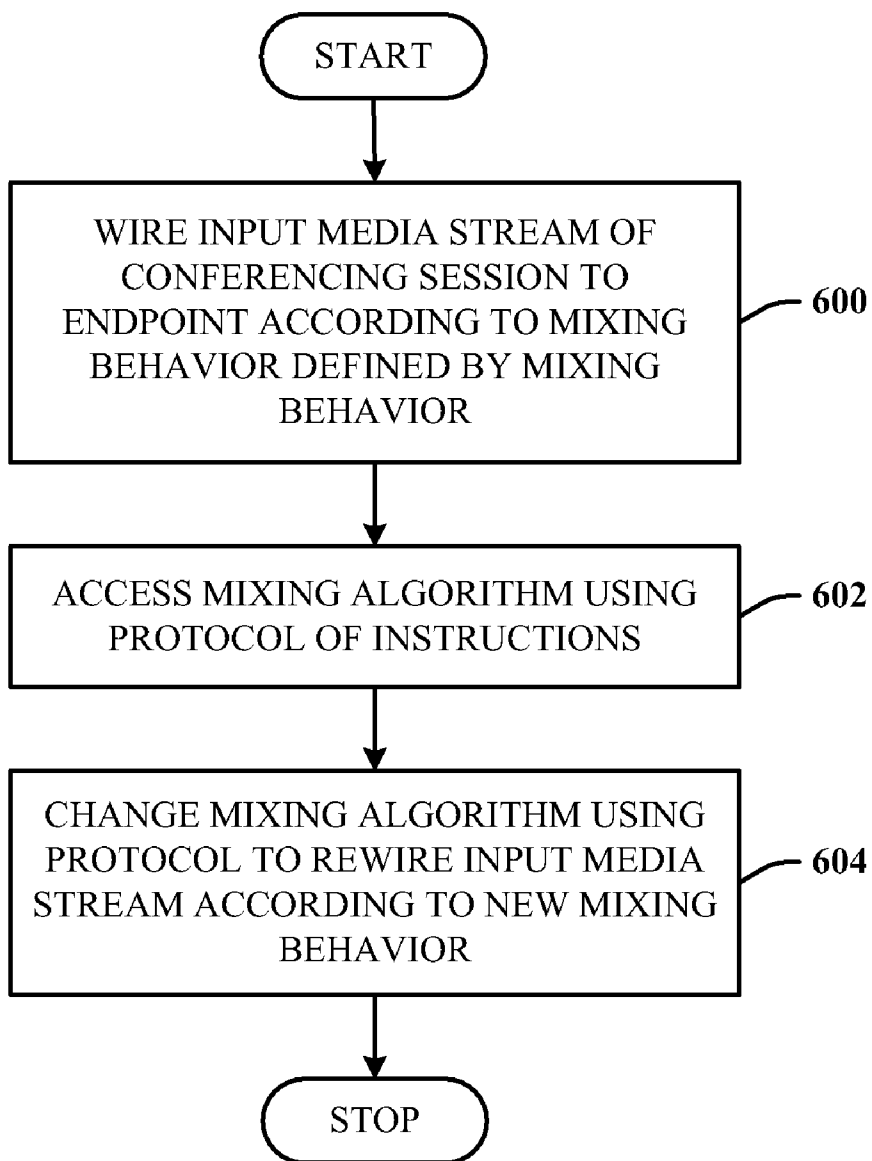 START
WIRE INPUT MEDIA STREAM OF
CONFERENCING SESSION TO
ENDPOINT ACCORDING TO MIXING
BEHAVIOR DEFINED BY MIXING
BEHAVIOR
600
ACCESS MIXING ALGORITHM USING
PROTOCOL OF INSTRUCTIONS
602
CHANGE MIXING ALGORITHM USING
PROTOCOL TO REWIRE INPUT MEDIA
STREAM ACCORDING TO NEW MIXING
BEHAVIOR
604
STOP